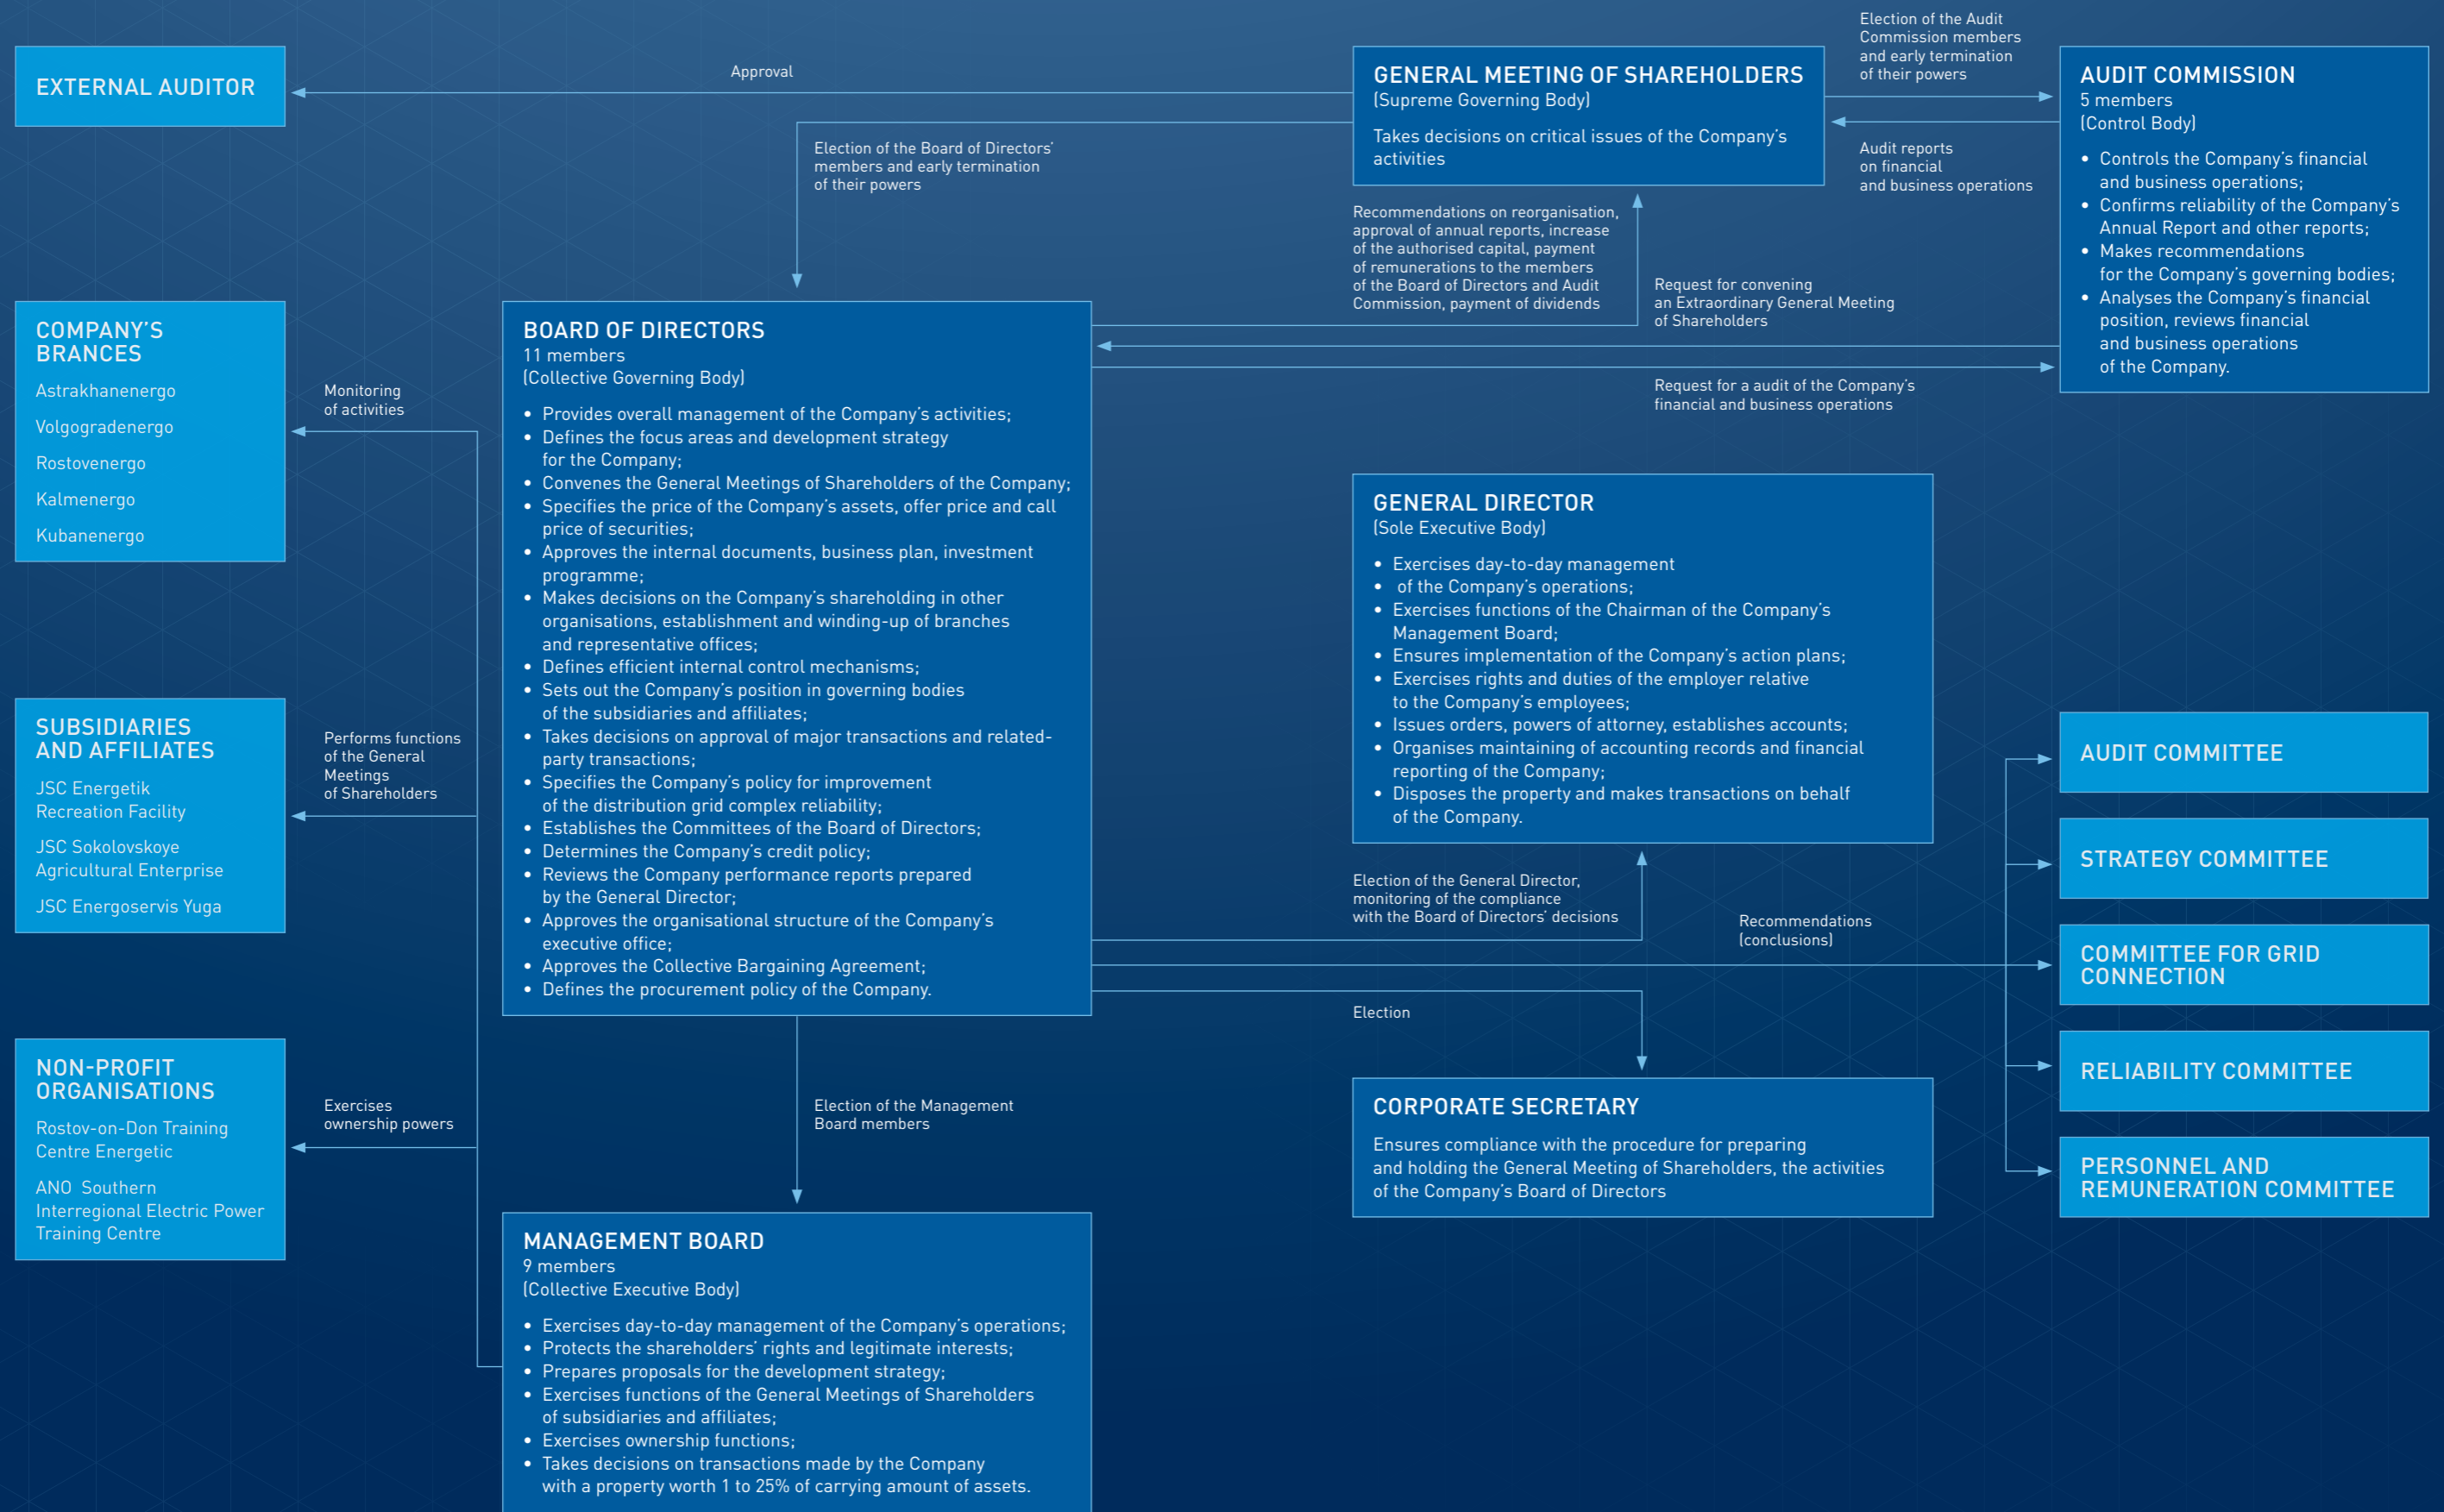 EXTERNAL AUDITOR
Approval
GENERAL MEETING OF SHAREHOLDERS
(Supreme Governing Body)
Takes decisions on critical issues of the Company's
activities
Election of the Audit
Commission members
and early termination
of their powers
Audit reports
on financial
and business operations
AUDIT COMMISSION
5 members
(Control Body)
• Controls the Company's financial
and business operations;
• Confirms reliability of the Company's
Annual Report and other reports;
• Makes recommendations
for the Company's governing bodies;
• Analyses the Company's financial
position, reviews financial
and business operations
of the Company.
Election of the Board of Directors'
members and early termination
of their powers
Recommendations on reorganisation,
approval of annual reports, increase
of the authorised capital, payment
of remunerations to the members
of the Board of Directors and Audit
Commission, payment of dividends
Request for convening
an Extraordinary General Meeting
of Shareholders
Request for a audit of the Company's
financial and business operations
COMPANY'S
BRANCES
Astrakhanenergo
Volgogradenergo
Rostovenergo
Kalmenergo
Kubanenergo
Monitoring
of activities
BOARD OF DIRECTORS
11 members
(Collective Governing Body)
• Provides overall management of the Company's activities;
• Defines the focus areas and development strategy
for the Company;
• Convenes the General Meetings of Shareholders of the Company;
• Specifies the price of the Company's assets, offer price and call
price of securities;
• Approves the internal documents, business plan, investment
programme;
• Makes decisions on the Company's shareholding in other
organisations, establishment and winding-up of branches
and representative offices;
• Defines efficient internal control mechanisms;
• Sets out the Company's position in governing bodies
of the subsidiaries and affiliates;
• Takes decisions on approval of major transactions and related-
party transactions;
• Specifies the Company's policy for improvement
of the distribution grid complex reliability;
• Establishes the Committees of the Board of Directors;
• Determines the Company's credit policy;
• Reviews the Company performance reports prepared
by the General Director;
• Approves the organisational structure of the Company's
executive office;
• Approves the Collective Bargaining Agreement;
• Defines the procurement policy of the Company.
GENERAL DIRECTOR
(Sole Executive Body)
• Exercises day-to-day management
• of the Company's operations;
• Exercises functions of the Chairman of the Company's
Management Board;
• Ensures implementation of the Company's action plans;
• Exercises rights and duties of the employer relative
to the Company's employees;
• Issues orders, powers of attorney, establishes accounts;
• Organises maintaining of accounting records and financial
reporting of the Company;
• Disposes the property and makes transactions on behalf
of the Company.
SUBSIDIARIES
AND AFFILIATES
JSC Energetik
Recreation Facility
JSC Sokolovskoye
Agricultural Enterprise
JSC Energoservis Yuga
Performs functions
of the General
Meetings
of Shareholders
Election of the General Director,
monitoring of the compliance
with the Board of Directors' decisions
Recommendations
(conclusions)
Election
AUDIT COMMITTEE
STRATEGY COMMITTEE
COMMITTEE FOR GRID
CONNECTION
RELIABILITY COMMITTEE
PERSONNEL AND
REMUNERATION COMMITTEE
NON-PROFIT
ORGANISATIONS
Rostov-on-Don Training
Centre Energetic
ANO Southern
Interregional Electric Power
Training Centre
Exercises
ownership powers
Election of the Management
Board members
CORPORATE SECRETARY
Ensures compliance with the procedure for preparing
and holding the General Meeting of Shareholders, the activities
of the Company's Board of Directors
MANAGEMENT BOARD
9 members
(Collective Executive Body)
• Exercises day-to-day management of the Company's operations;
• Protects the shareholders' rights and legitimate interests;
• Prepares proposals for the development strategy;
• Exercises functions of the General Meetings of Shareholders
of subsidiaries and affiliates;
• Exercises ownership functions;
• Takes decisions on transactions made by the Company
with a property worth 1 to 25% of carrying amount of assets.